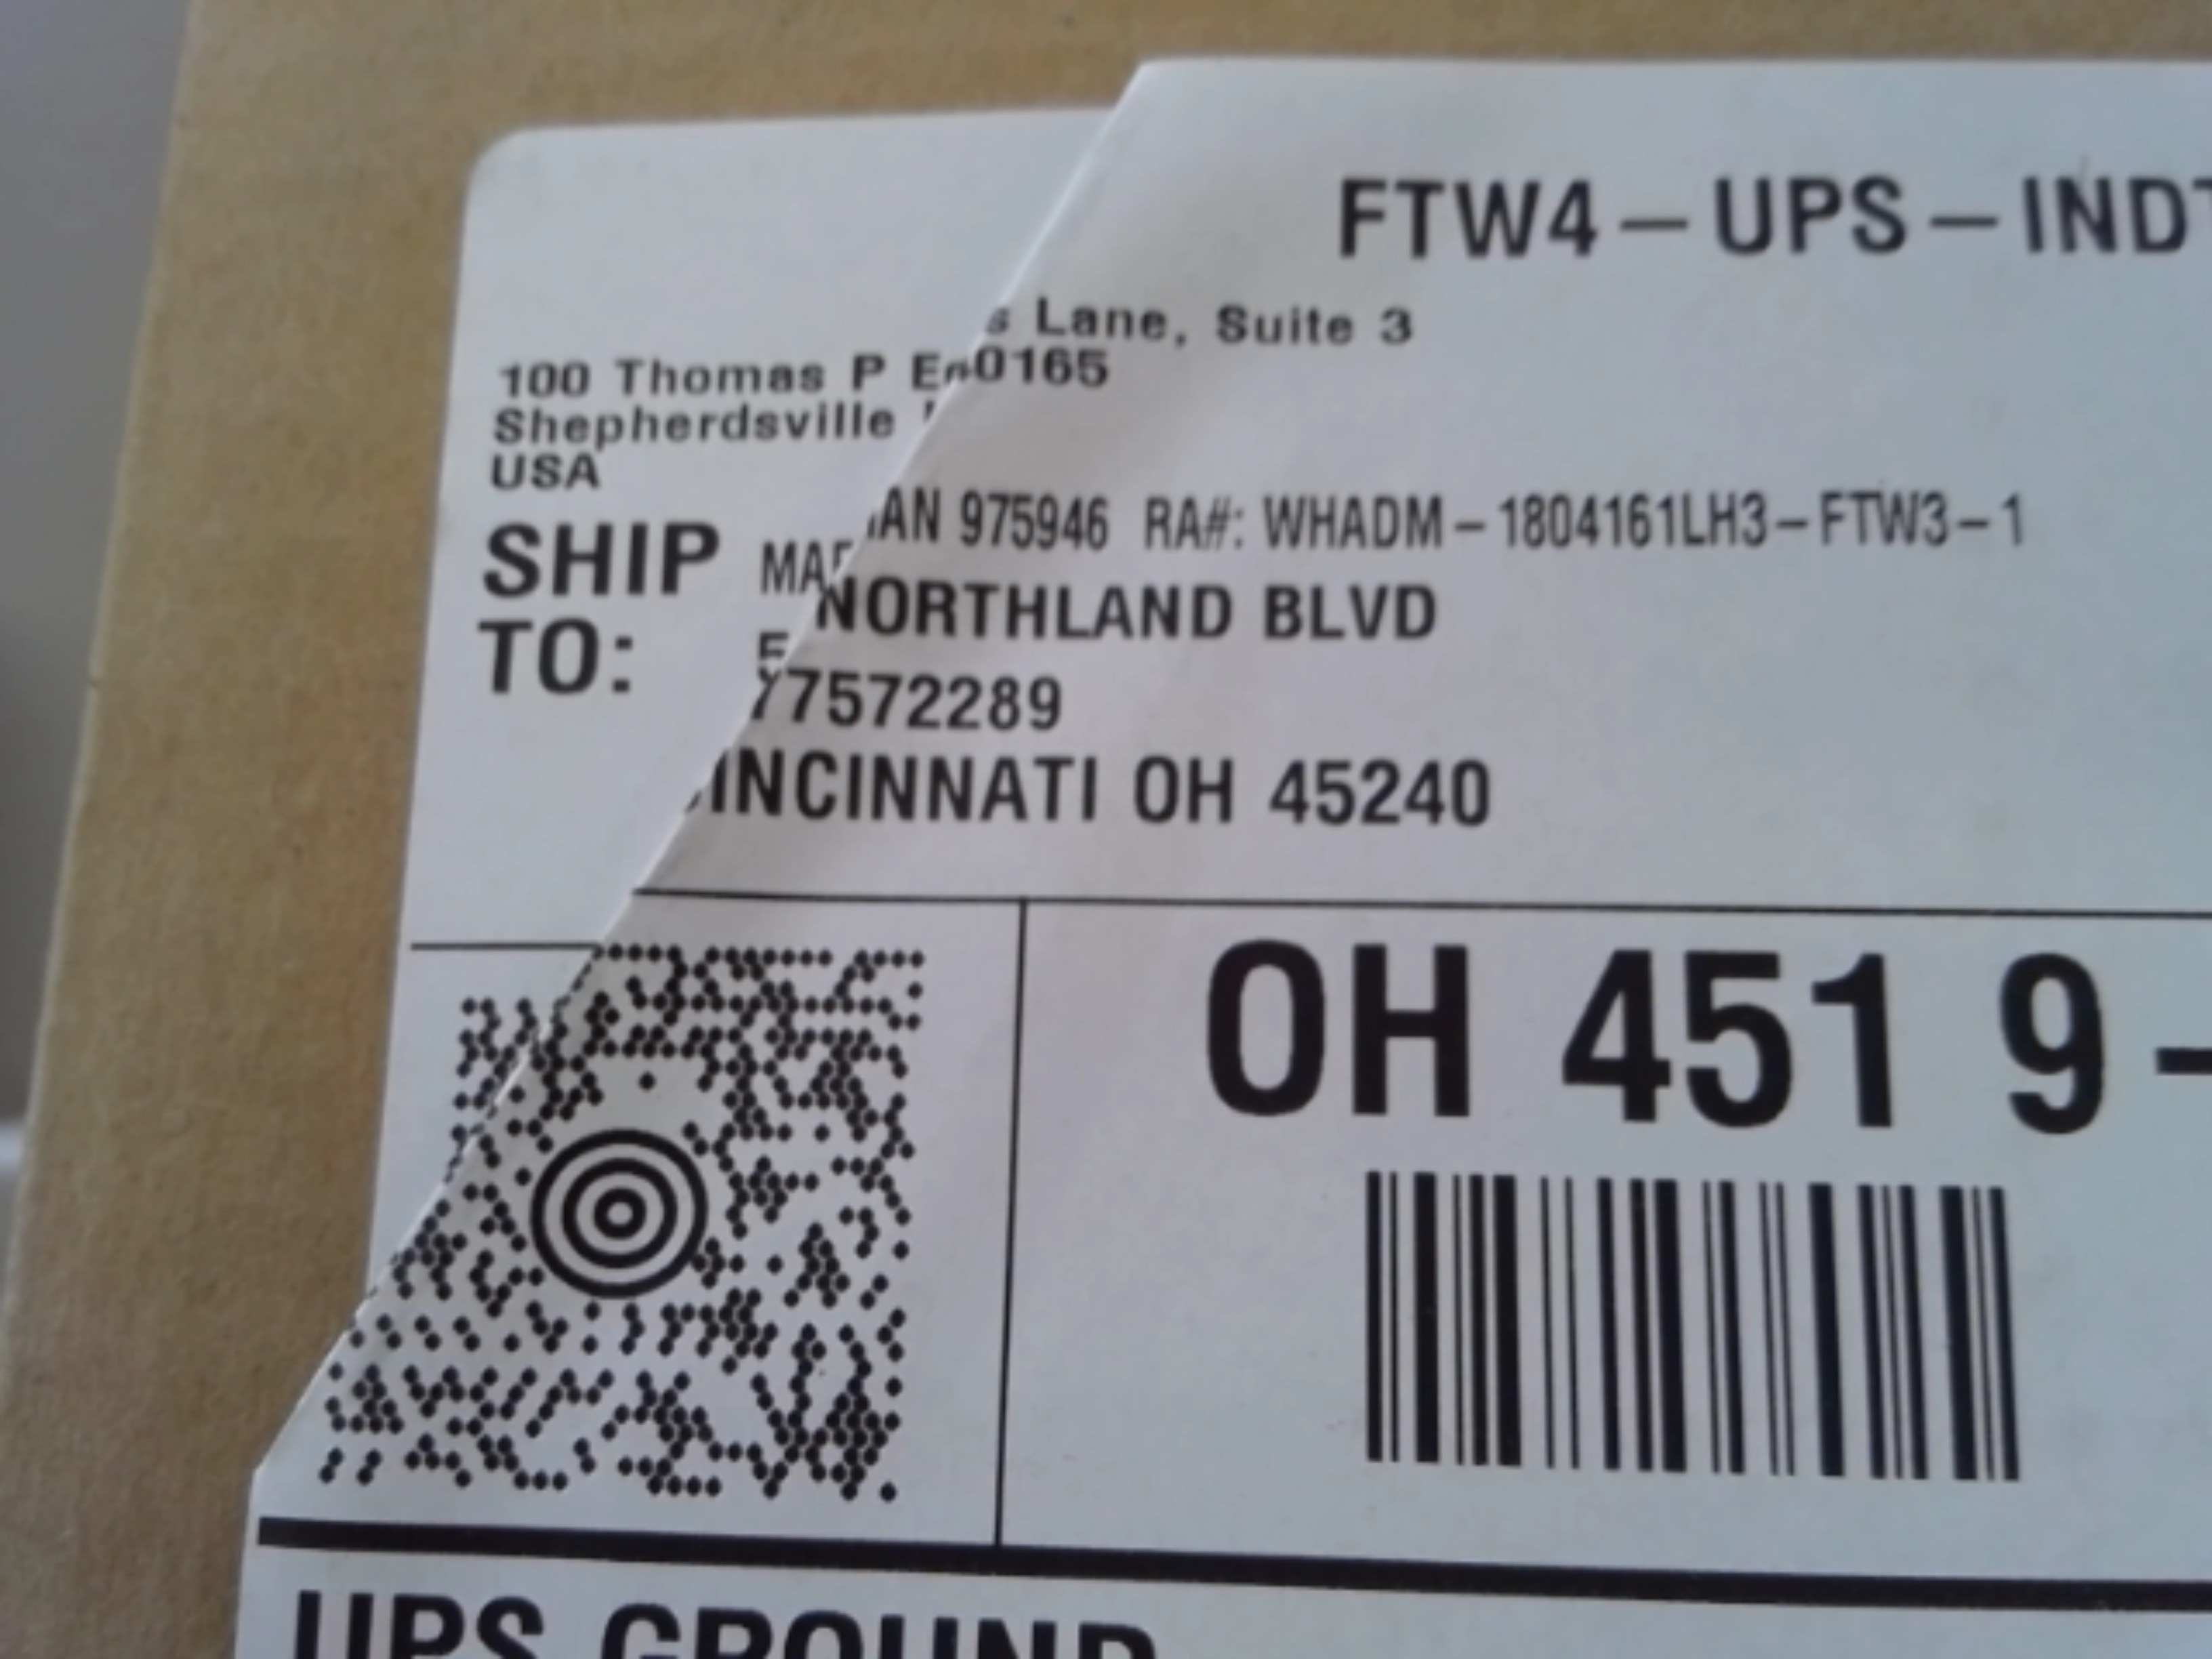 FTW4-UPS-IND
Lane, Suite 3
100 Thomas P 0165
Shepherdsville
USA
SHIP TO:
975946 RA#: WHADM-1804161LH3-FTW3-1
NORTHLAND BLVD
77572289
CINCINNATI OH 45240
OH 451 9-
UPS GROUND